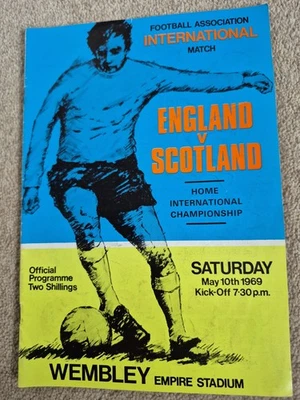 FOOTBALL ASSOCIATION
INTERNATIONAL
MATCH
ENGLAND
V
SCOTLAND
HOME
INTERNATIONAL
CHAMPIONSHIP
Official
Programme
Two Shillings
SATURDAY
May 10th 1969
Kick-Off 7·30 p.m.
WEMBLEY EMPIRE STADIUM